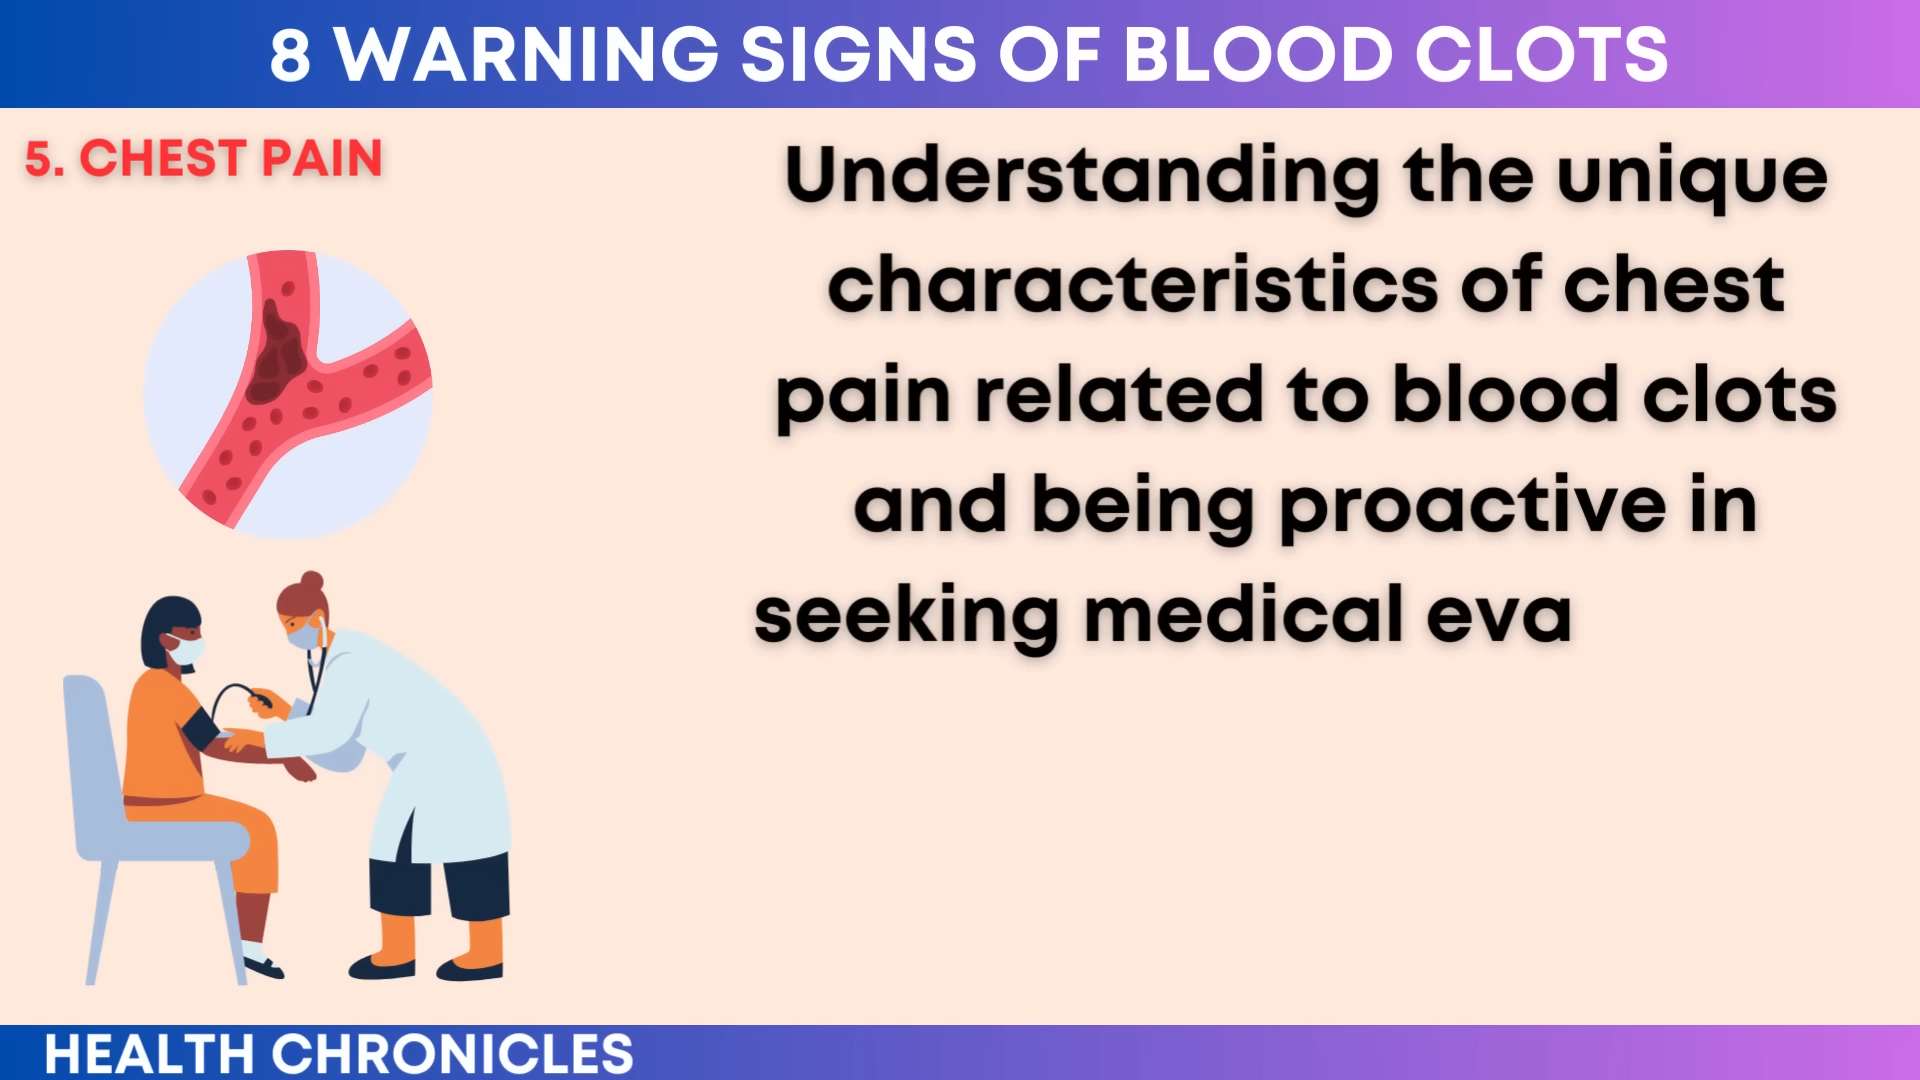 8 WARNING SIGNS OF BLOOD CLOTS
5. CHEST PAIN
Understanding the unique
characteristics of chest
pain related to blood clots
and being proactive in
seeking medical eva
HEALTH CHRONICLES